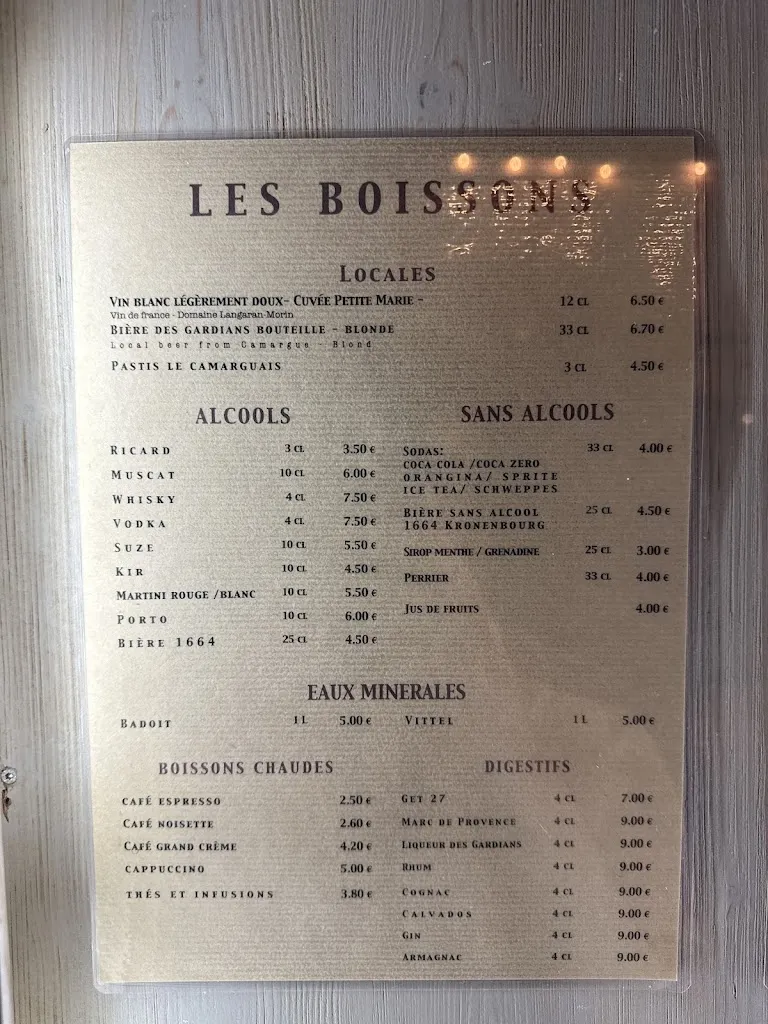 LES BOISSONS
LOCALES
VIN BLANC LÉGÈREMENT DOUX- CUVÉE PETITE MARIE - 12 CL 6.50 €
Vin de france - Domaine Langaran-Morin
BIÈRE DES GARDIANS BOUTEILLE - BLONDE 33 CL 6.70 €
Local beer from Camargue - Blond
PASTIS LE CAMARGUAIS 3 CL 4.50 €
ALCOOLS
RICARD 3 CL 3.50 €
MUSCAT 10 CL 6.00 €
WHISKY 4 CL 7.50 €
VODKA 4 CL 7.50 €
SUZE 10 CL 5.50 €
KIR 10 CL 4.50 €
MARTINI ROUGE /BLANC 10 CL 5.50 €
PORTO 10 CL 6.00 €
BIÈRE 1664 25 CL 4.50 €
SANS ALCOOLS
SODAS: 33 CL 4.00 €
COCA COLA /COCA ZERO
ORANGINA/ SPRITE
ICE TEA/ SCHWEPPES
BIÈRE SANS ALCOOL 25 CL 4.50 €
1664 KRONENBOURG
SIROP MENTHE / GRENADINE 25 CL 3.00 €
PERRIER 33 CL 4.00 €
JUS DE FRUITS 4.00 €
EAUX MINERALES
BADOIT 1 L 5.00 €
VITTEL 1 L 5.00 €
BOISSONS CHAUDES
CAFÉ ESPRESSO 2.50 €
CAFÉ NOISETTE 2.60 €
CAFÉ GRAND CRÈME 4.20 €
CAPPUCCINO 5.00 €
THÉS ET INFUSIONS 3.80 €
DIGESTIFS
GET 27 4 CL 7.00 €
MARC DE PROVENCE 4 CL 9.00 €
LIQUEUR DES GARDIANS 4 CL 9.00 €
RHUM 4 CL 9.00 €
COGNAC 4 CL 9.00 €
CALVADOS 4 CL 9.00 €
GIN 4 CL 9.00 €
ARMAGNAC 4 CL 9.00 €